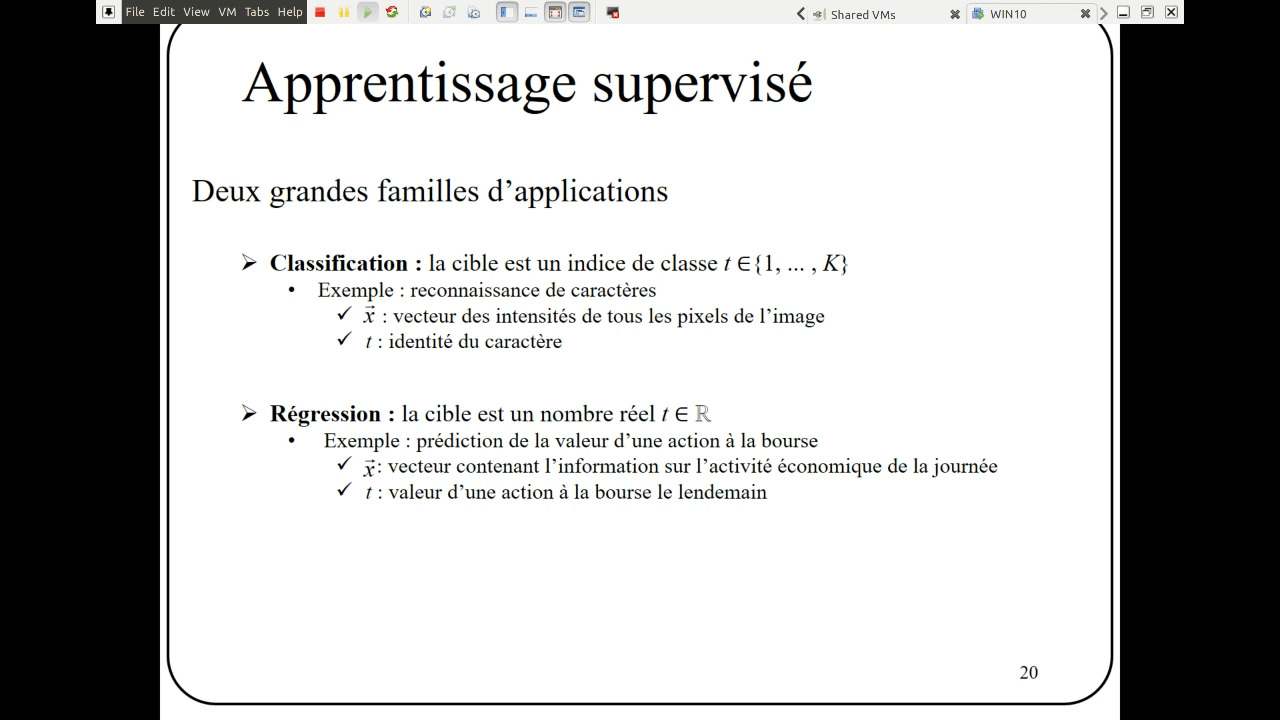 File Edit View VM Tabs Help
Shared VMs
WIN10
Apprentissage supervisé
Deux grandes familles d’applications
➢ Classification : la cible est un indice de classe t ∈{1, ... , K}
• Exemple : reconnaissance de caractères
✓ x⃗ : vecteur des intensités de tous les pixels de l’image
✓ t : identité du caractère
➢ Régression : la cible est un nombre réel t ∈ ℝ
• Exemple : prédiction de la valeur d’une action à la bourse
✓ x⃗: vecteur contenant l’information sur l’activité économique de la journée
✓ t : valeur d’une action à la bourse le lendemain
20